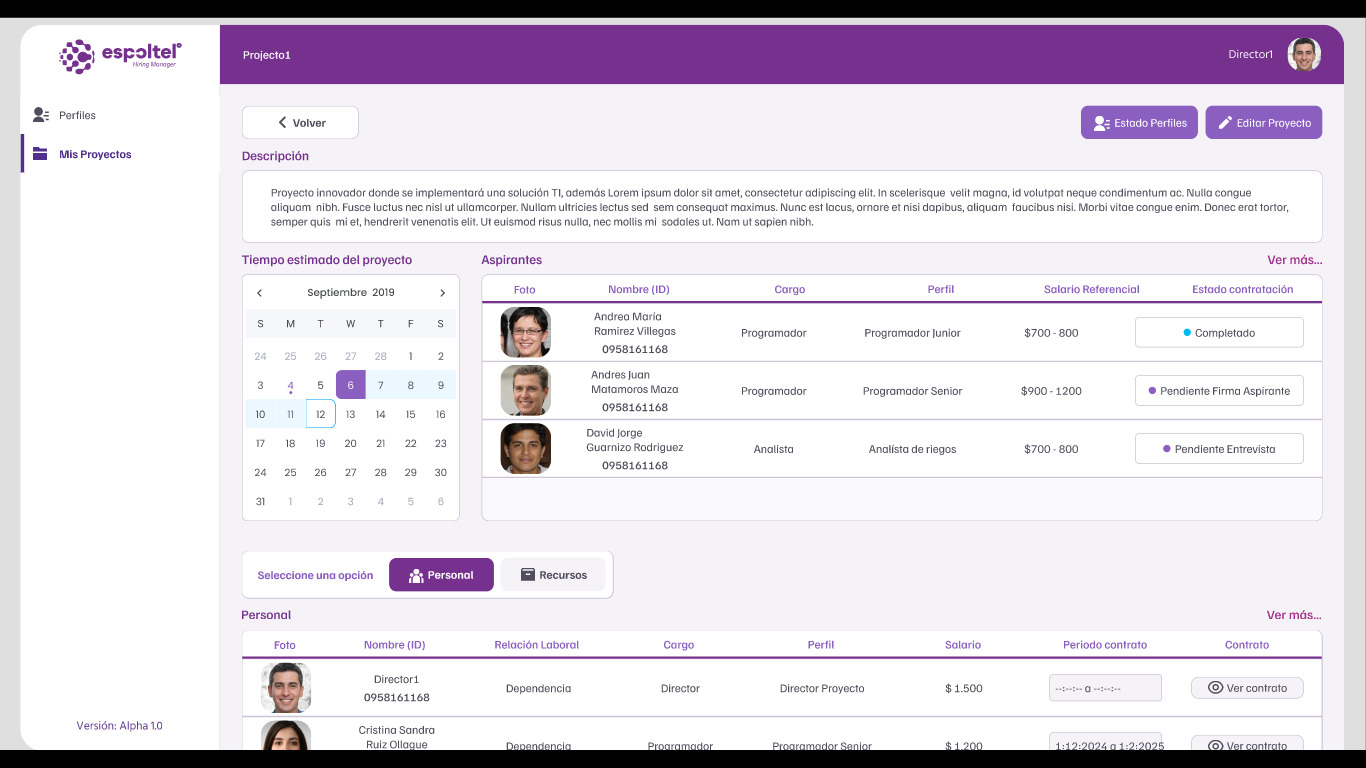 espoltel
Hiring Manager
Projecto1
Director1
Perfiles
Mis Proyectos
Volver
Estado Perfiles
Editar Proyecto
Descripción
Proyecto innovador donde se implementará una solución TI, además Lorem ipsum dolor sit amet, consectetur adipiscing elit. In scelerisque velit magna, id volutpat neque condimentum ac. Nulla congue
aliquam nibh. Fusce luctus nec nisl ut ullamcorper. Nullam ultricies lectus sed sem consequat maximus. Nunc est lacus, ornare et nisi dapibus, aliquam faucibus nisi. Morbi vitae congue enim. Donec erat tortor,
semper quis mi et, hendrerit venenatis elit. Ut euismod risus nulla, nec mollis mi sodales ut. Nam ut sapien nibh.
Tiempo estimado del proyecto
Septiembre 2019
S M T W T F S
24 25 26 27 28 1 2
3 4 5 6 7 8 9
10 11 12 13 14 15 16
17 18 19 20 21 22 23
24 25 26 27 28 29 30
31 1 2 3 4 5 6
Aspirantes
Ver más...
Foto Nombre (ID) Cargo Perfil Salario Referencial Estado contratación
Andrea María
Ramirez Villegas
0958161168
Programador Programador Junior $700 - 800 Completado
Andres Juan
Matamoros Maza
0958161168
Programador Programador Senior $900 - 1200 Pendiente Firma Aspirante
David Jorge
Guarnizo Rodriguez
0958161168
Analista Analísta de riegos $700 - 800 Pendiente Entrevista
Seleccione una opción
Personal
Recursos
Personal
Ver más...
Foto Nombre (ID) Relación Laboral Cargo Perfil Salario Periodo contrato Contrato
Director1
0958161168
Dependencia Director Director Proyecto $ 1.500 --:--:-- a --:--:-- Ver contrato
Cristina Sandra
Ruiz Ollague
Dependencia Programador Programador Senior $ 1.200 1:12:2024 a 1:2:2025 Ver contrato
Versión: Alpha 1.0